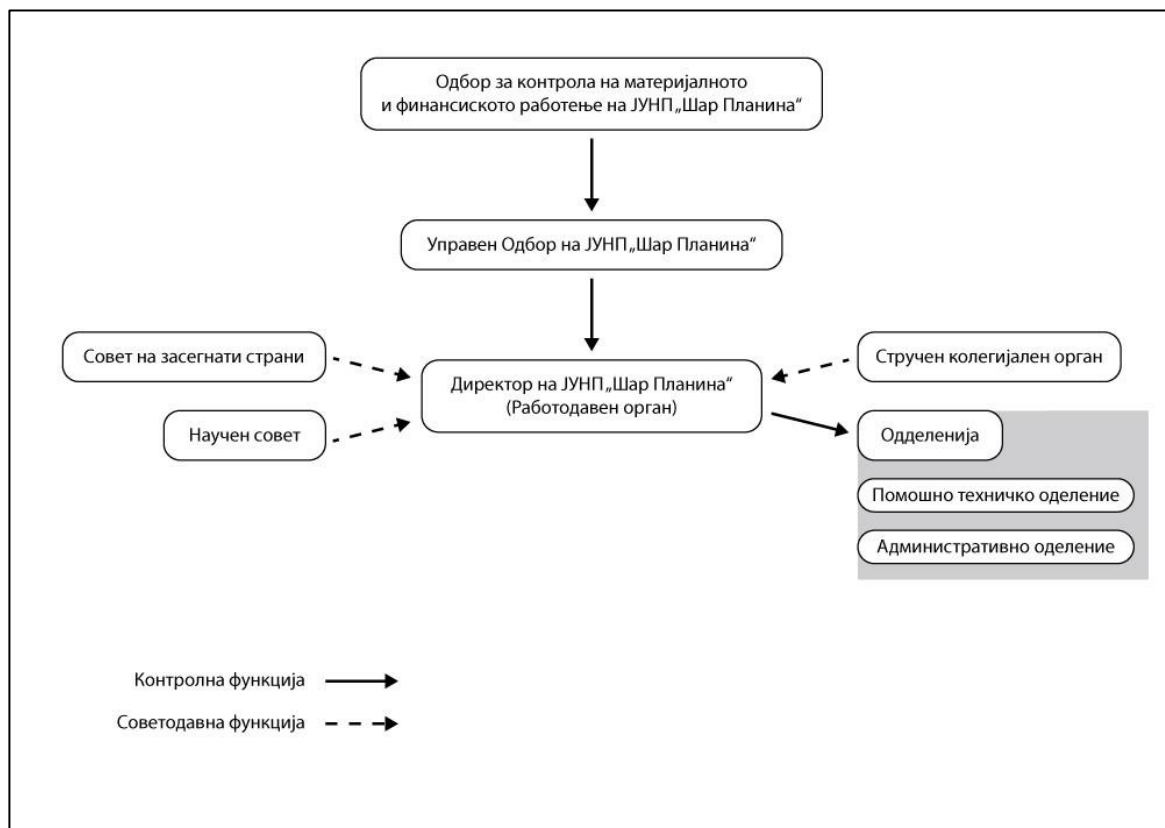 Одбор за контрола на материјалното
и финансиското работење на ЈУНП „Шар Планина“
Управен Одбор на ЈУНП „Шар Планина“
Совет на засегнати страни
Стручен колегијален орган
Директор на ЈУНП „Шар Планина“
(Работодавен орган)
Научен совет
Одделенија
Помошно техничко оделение
Административно оделение
Контролна функција
Советодавна функција